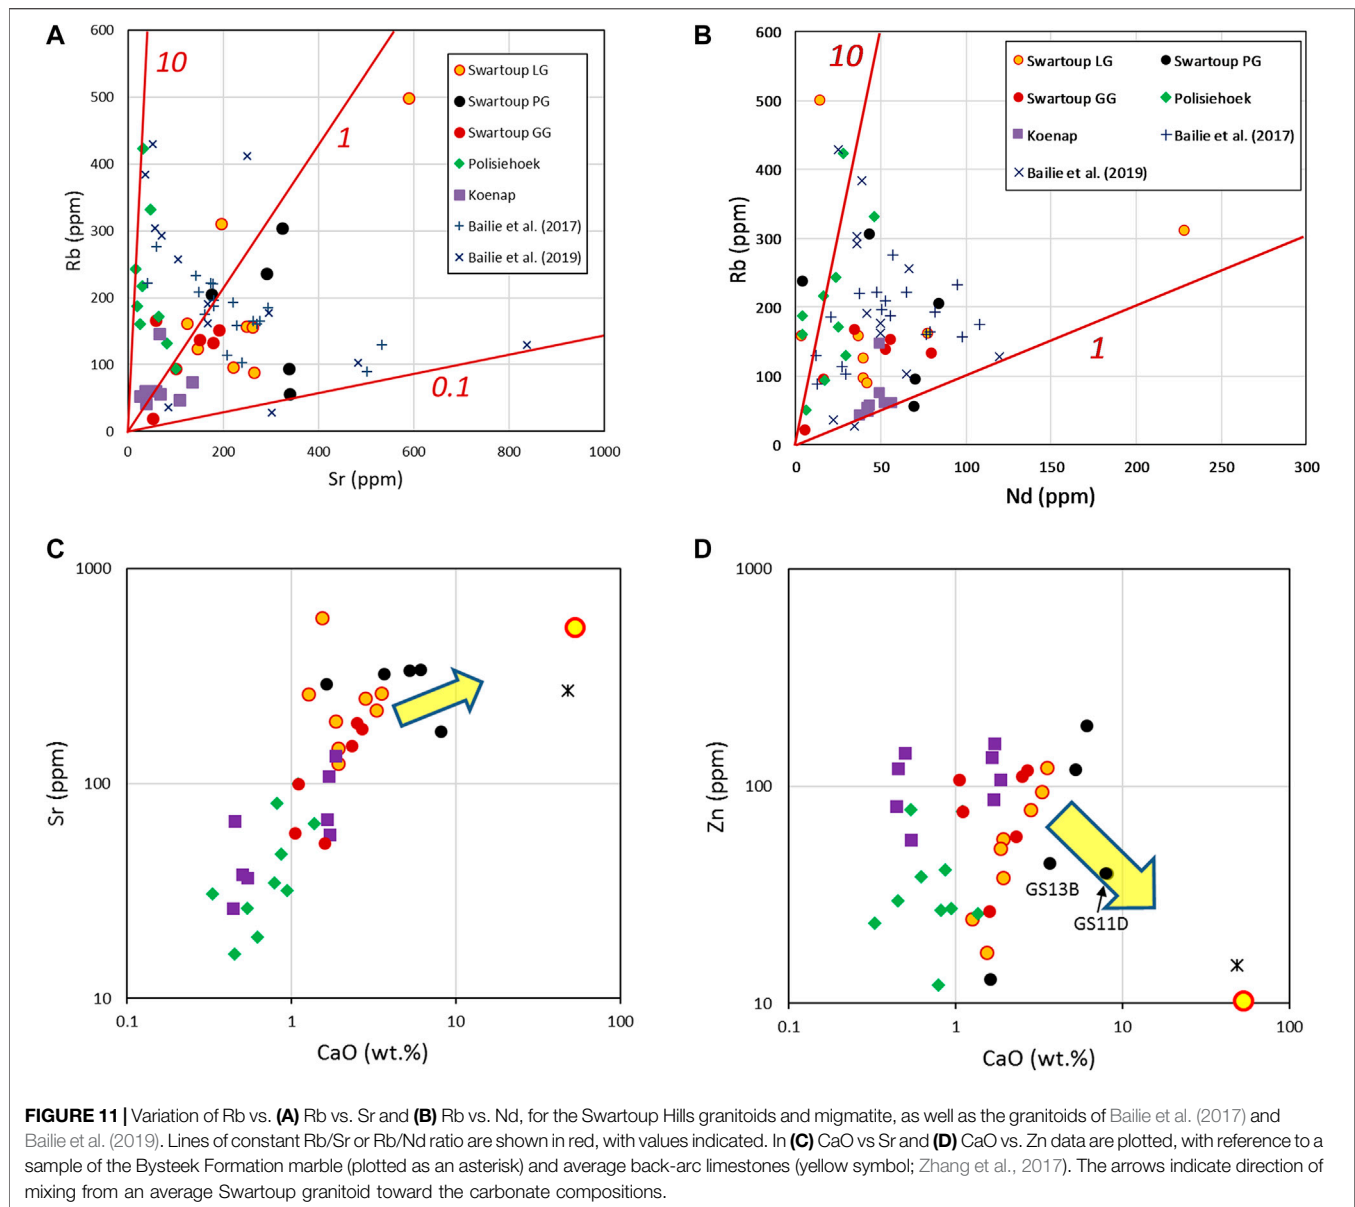 A
600
500
400
300
200
100
0
0
200
400
600
800
1000
Rb (ppm)
Sr (ppm)
10
1
0.1
Swartoup LG
Swartoup PG
Swartoup GG
Polisiehoek
Koenap
Bailie et al. (2017)
Bailie et al. (2019)
B
600
500
400
300
200
100
0
0
50
100
150
200
250
300
Rb (ppm)
Nd (ppm)
10
1
Swartoup LG
Swartoup PG
Swartoup GG
Polisiehoek
Koenap
Bailie et al. (2017)
Bailie et al. (2019)
C
1000
100
10
0.1
1
10
100
Sr (ppm)
CaO (wt.%)
D
1000
100
10
0.1
1
10
100
Zn (ppm)
CaO (wt.%)
GS13B
GS11D
FIGURE 11 | Variation of Rb vs. (A) Rb vs. Sr and (B) Rb vs. Nd, for the Swartoup Hills granitoids and migmatite, as well as the granitoids of Bailie et al. (2017) and
Bailie et al. (2019). Lines of constant Rb/Sr or Rb/Nd ratio are shown in red, with values indicated. In (C) CaO vs Sr and (D) CaO vs. Zn data are plotted, with reference to a
sample of the Bysteek Formation marble (plotted as an asterisk) and average back-arc limestones (yellow symbol; Zhang et al., 2017). The arrows indicate direction of
mixing from an average Swartoup granitoid toward the carbonate compositions.